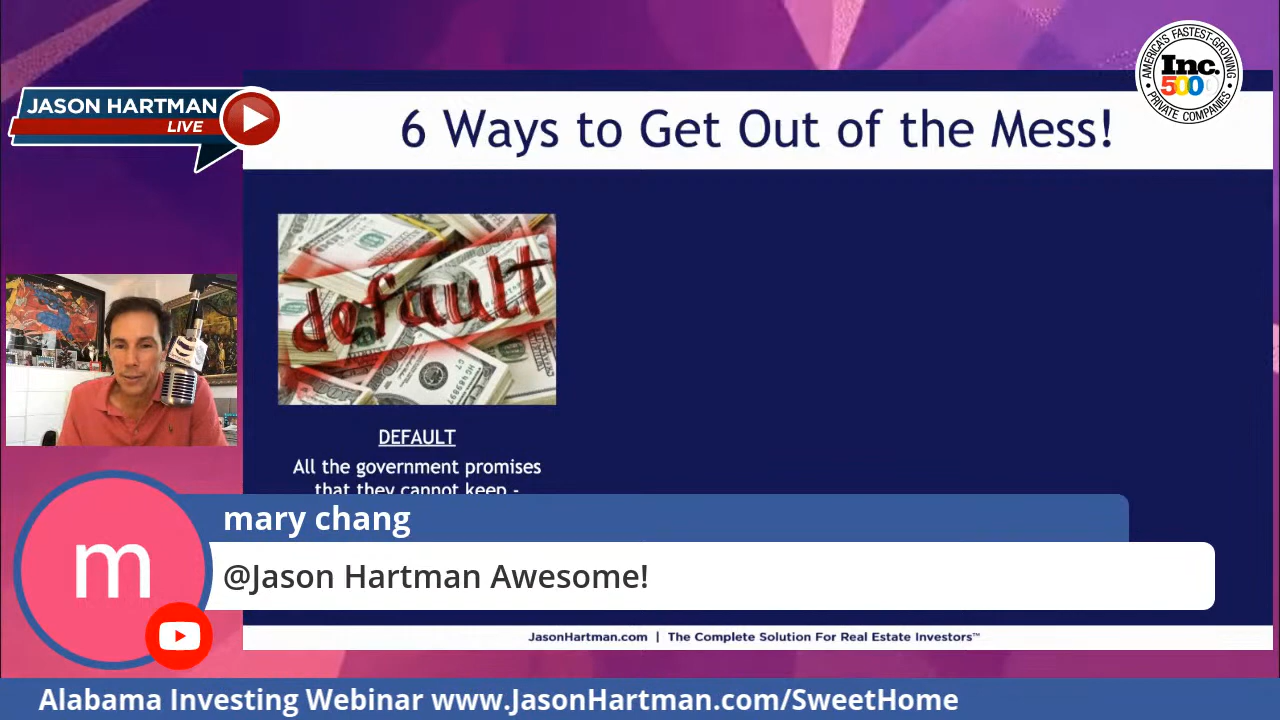 AMERICA'S FASTEST-GROWING
Inc.
500
PRIVATE COMPANIES
JASON HARTMAN
LIVE
6 Ways to Get Out of the Mess!
default
DEFAULT
All the government promises
that they cannot keep -
mary chang
m
@Jason Hartman Awesome!
JasonHartman.com | The Complete Solution For Real Estate Investors™
Alabama Investing Webinar www.JasonHartman.com/SweetHome